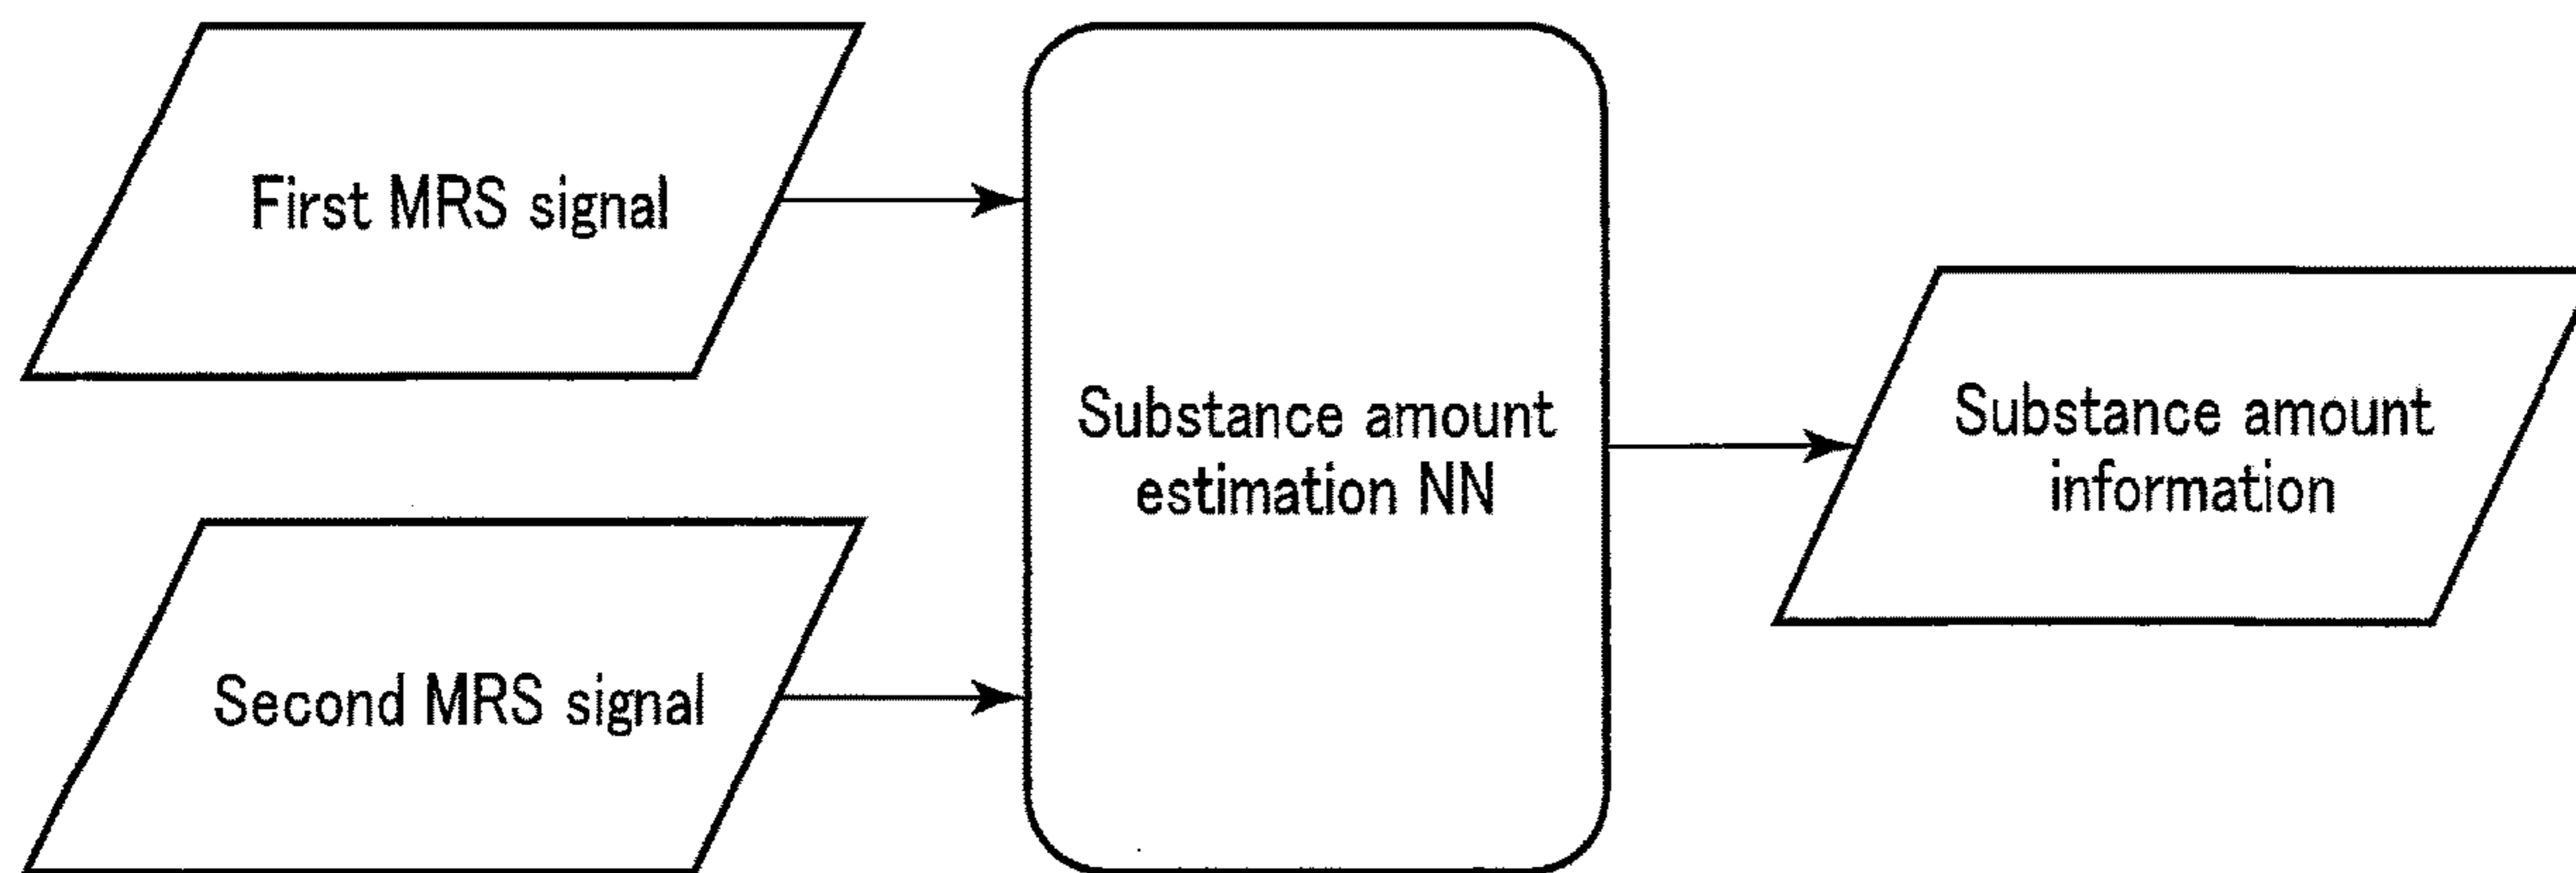 First MRS signal
Second MRS signal
Substance amount
estimation NN
Substance amount
information